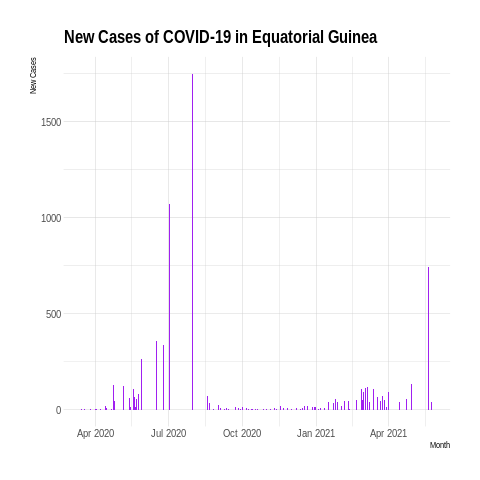 New Cases of COVID-19 in Equatorial Guinea
New Cases
1500
1000
500
0
Apr 2020 Jul 2020 Oct 2020 Jan 2021 Apr 2021
Month